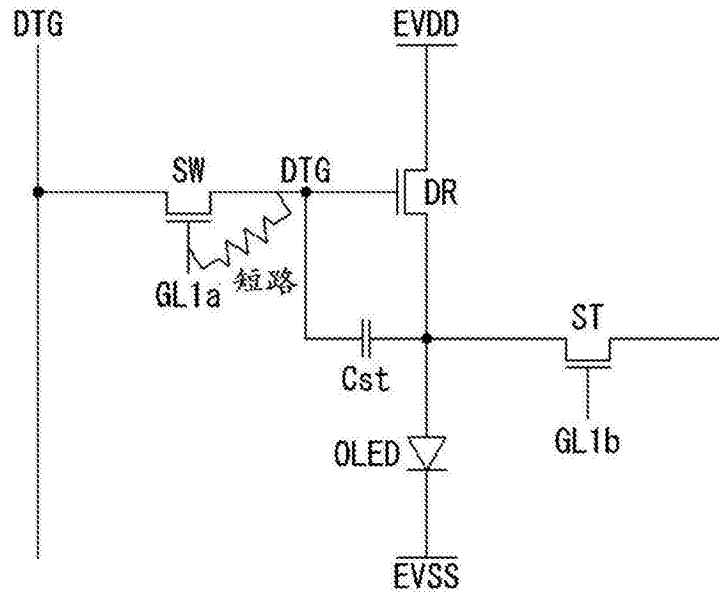 DTG
EVDD
SW
DTG
DR
GL1a
短路
ST
Cst
GL1b
OLED
EVSS